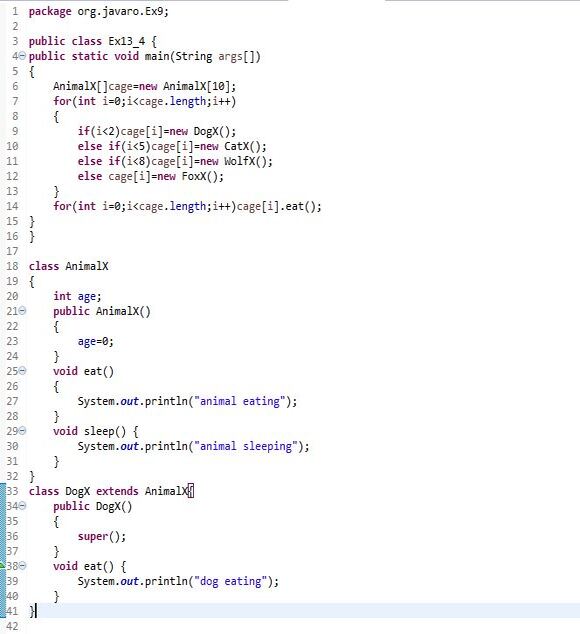 1 package org.javaro.Ex9;
2
3 public class Ex13_4 {
4 public static void main(String args[])
5 {
6     AnimalX[]cage=new AnimalX[10];
7     for(int i=0;i<cage.length;i++)
8     {
9         if(i<2)cage[i]=new DogX();
10         else if(i<5)cage[i]=new CatX();
11         else if(i<8)cage[i]=new WolfX();
12         else cage[i]=new FoxX();
13     }
14     for(int i=0;i<cage.length;i++)cage[i].eat();
15 }
16 }
17
18 class AnimalX
19 {
20     int age;
21     public AnimalX()
22     {
23         age=0;
24     }
25     void eat()
26     {
27         System.out.println("animal eating");
28     }
29     void sleep() {
30         System.out.println("animal sleeping");
31     }
32 }
33 class DogX extends AnimalX{
34     public DogX()
35     {
36         super();
37     }
38     void eat() {
39         System.out.println("dog eating");
40     }
41 }
42